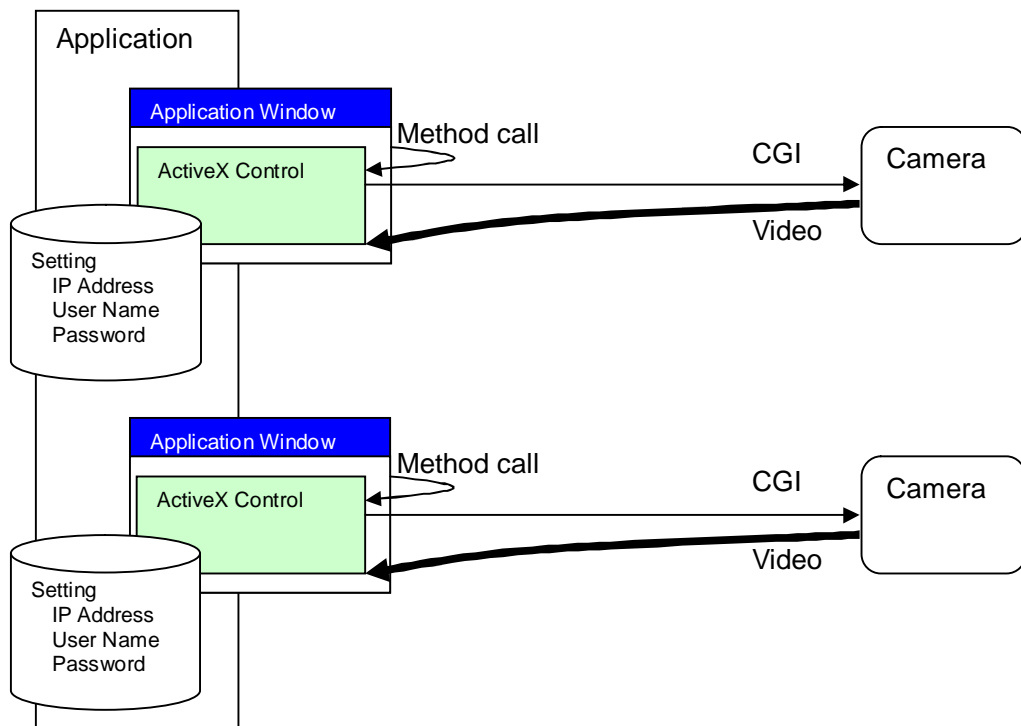 Application
Application Window
Method call
ActiveX Control
CGI
Camera
Video
Setting
IP Address
User Name
Password
Application Window
Method call
ActiveX Control
CGI
Camera
Video
Setting
IP Address
User Name
Password